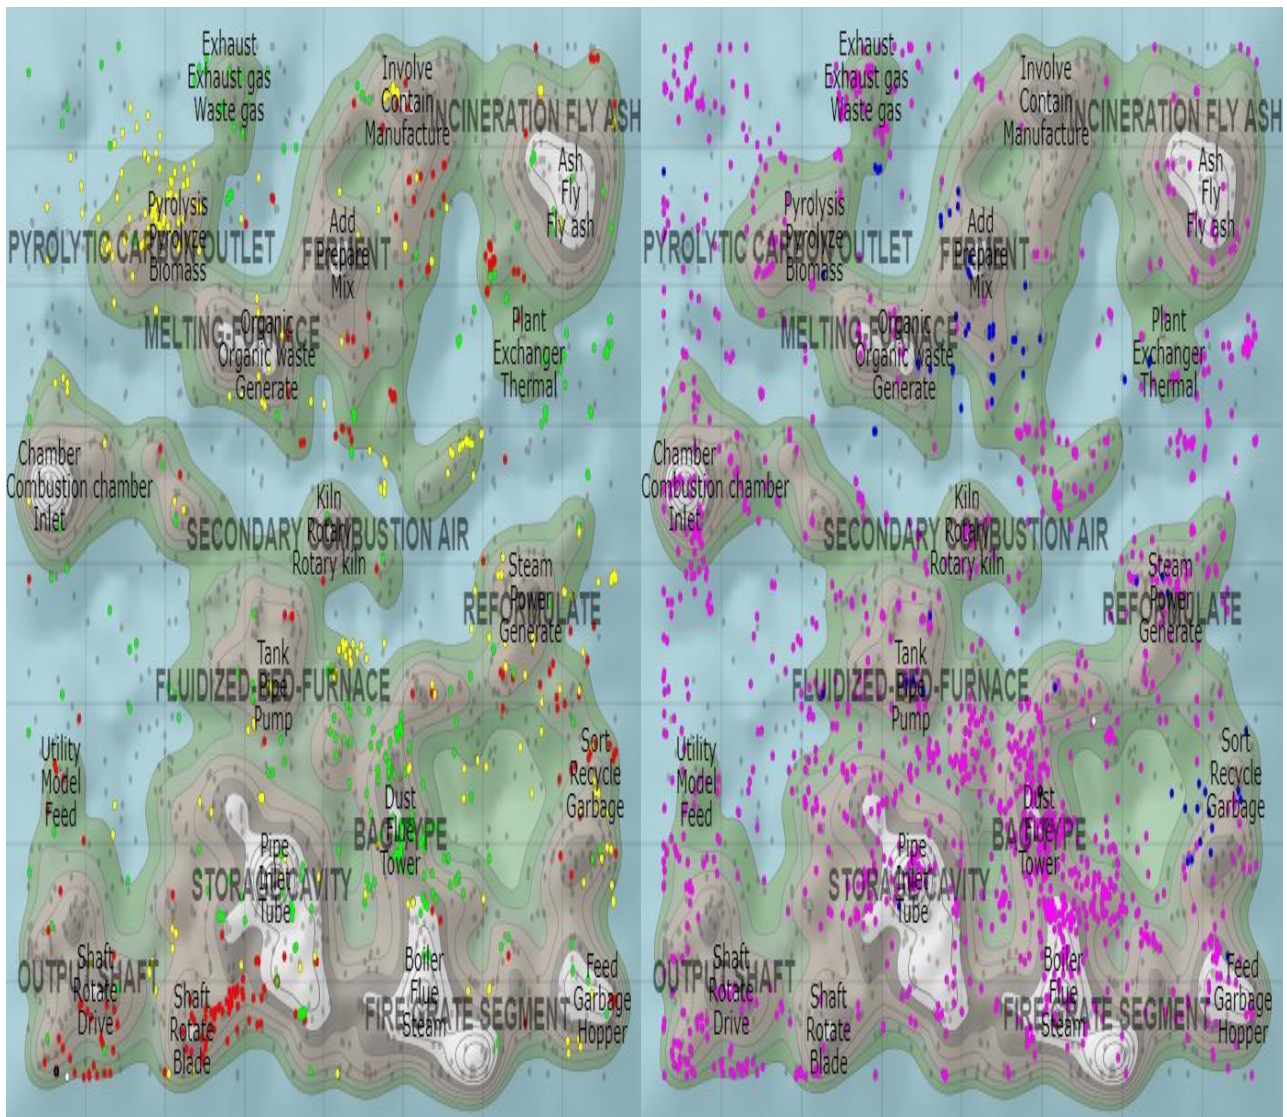 Exhaust
Exhaust gas
Waste gas
Involve
Contain
Manufacture
INCINERATION FLY ASH
Ash
Fly
Fly ash
Pyrolysis
Pyrolyze
Biomass
PYROLYTIC CARBON OUTLET
Add
Prepare
Mix
FERMENT
MELTING-FURNACE
Organic
Organic waste
Generate
Plant
Exchanger
Thermal
Chamber
Combustion chamber
Inlet
Kiln
Rotary
Rotary kiln
SECONDARY COMBUSTION AIR
Steam
Power
Generate
REFORMULATE
Tank
Pipe
Pump
FLUIDIZED-BED-FURNACE
Utility
Model
Feed
Sort
Recycle
Garbage
Dust
Flue
Tower
BAG TYPE
Pipe
Inlet
Tube
STORAGE CAVITY
Shaft
Rotate
Drive
OUTPUT SHAFT
Shaft
Rotate
Blade
Boiler
Flue
Steam
FIRE GRATE SEGMENT
Feed
Garbage
Hopper
Exhaust
Exhaust gas
Waste gas
Involve
Contain
Manufacture
INCINERATION FLY ASH
Ash
Fly
Fly ash
Pyrolysis
Pyrolyze
Biomass
PYROLYTIC CARBON OUTLET
Add
Prepare
Mix
FERMENT
MELTING-FURNACE
Organic
Organic waste
Generate
Plant
Exchanger
Thermal
Chamber
Combustion chamber
Inlet
Kiln
Rotary
Rotary kiln
SECONDARY COMBUSTION AIR
Steam
Power
Generate
REFORMULATE
Tank
Pipe
Pump
FLUIDIZED-BED-FURNACE
Utility
Model
Feed
Sort
Recycle
Garbage
Dust
Flue
Tower
BAG TYPE
Pipe
Inlet
Tube
STORAGE CAVITY
Shaft
Rotate
Drive
OUTPUT SHAFT
Shaft
Rotate
Blade
Boiler
Flue
Steam
FIRE GRATE SEGMENT
Feed
Garbage
Hopper